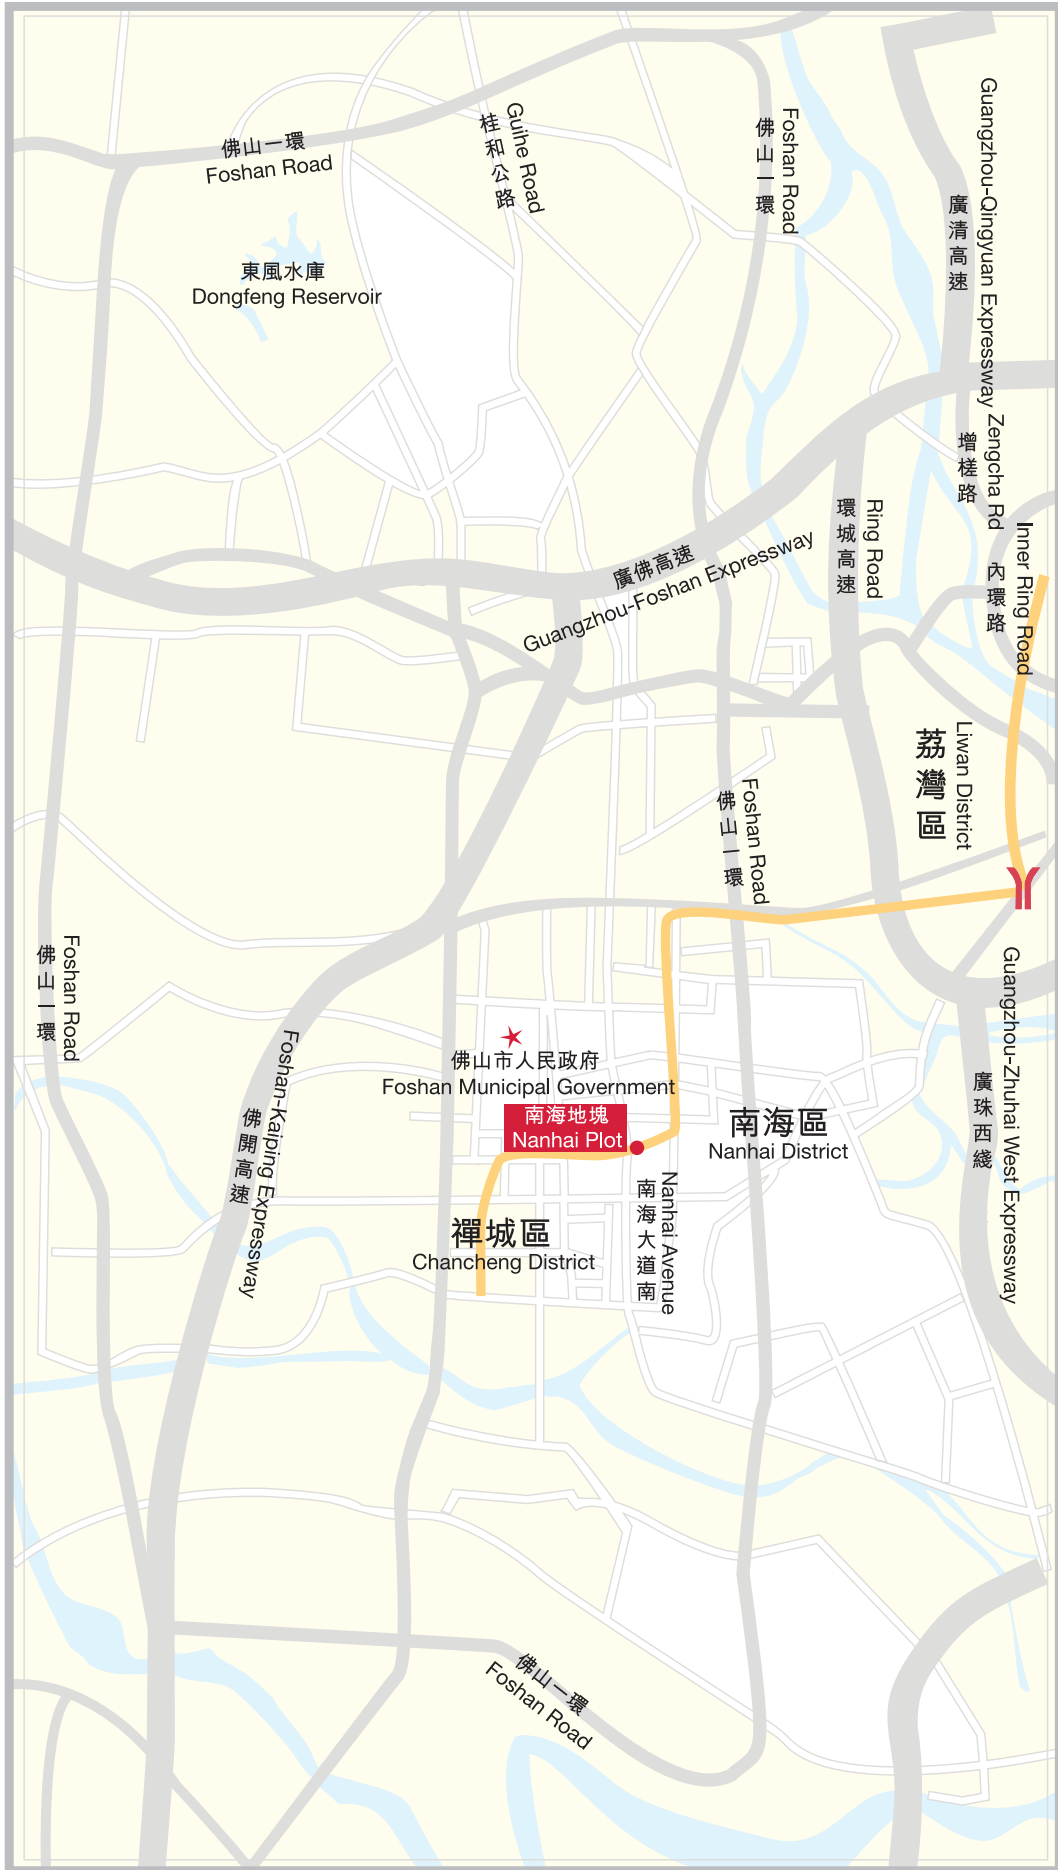 佛山一環
Foshan Road
桂和公路
Guihe Road
佛山一環
Foshan Road
廣清高速
Guangzhou-Qingyuan Expressway
東風水庫
Dongfeng Reservoir
增槎路
Zengcha Rd
環城高速
Ring Road
內環路
Inner Ring Road
廣佛高速
Guangzhou-Foshan Expressway
荔灣區
Liwan District
佛山一環
Foshan Road
佛山一環
Foshan Road
廣珠西綫
Guangzhou-Zhuhai West Expressway
佛開高速
Foshan-Kaiping Expressway
佛山市人民政府
Foshan Municipal Government
南海地塊
Nanhai Plot
南海區
Nanhai District
南海大道南
Nanhai Avenue
禪城區
Chancheng District
佛山一環
Foshan Road